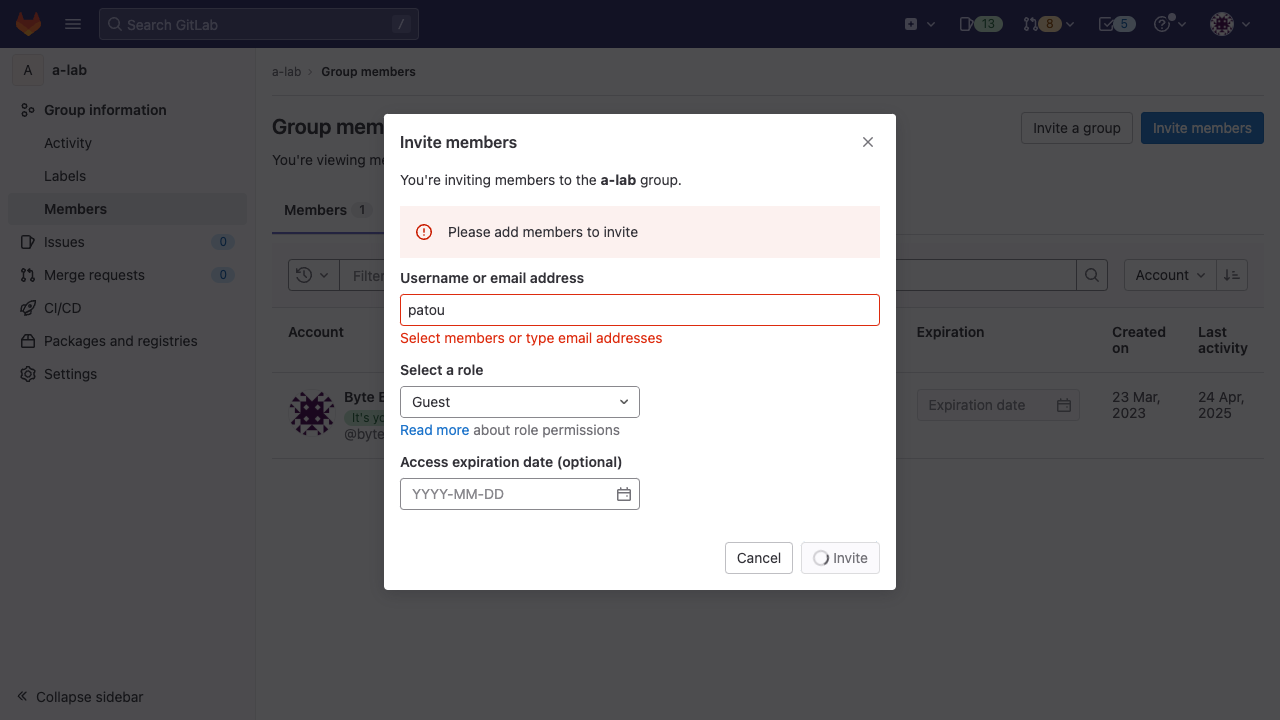 Search GitLab
/
13
8
5
A
a-lab
a-lab
Group members
Group information
Activity
Labels
Members
Issues
0
Merge requests
0
CI/CD
Packages and registries
Settings
Collapse sidebar
Group mem
Invite a group
Invite members
You're viewing me
Members 1
Filter
Account
Account
Expiration
Created on
Last activity
Byte B
It's yo
@byte
Expiration date
23 Mar, 2023
24 Apr, 2025
Invite members
You're inviting members to the a-lab group.
Please add members to invite
Username or email address
patou
Select members or type email addresses
Select a role
Guest
Read more about role permissions
Access expiration date (optional)
YYYY-MM-DD
Cancel
Invite